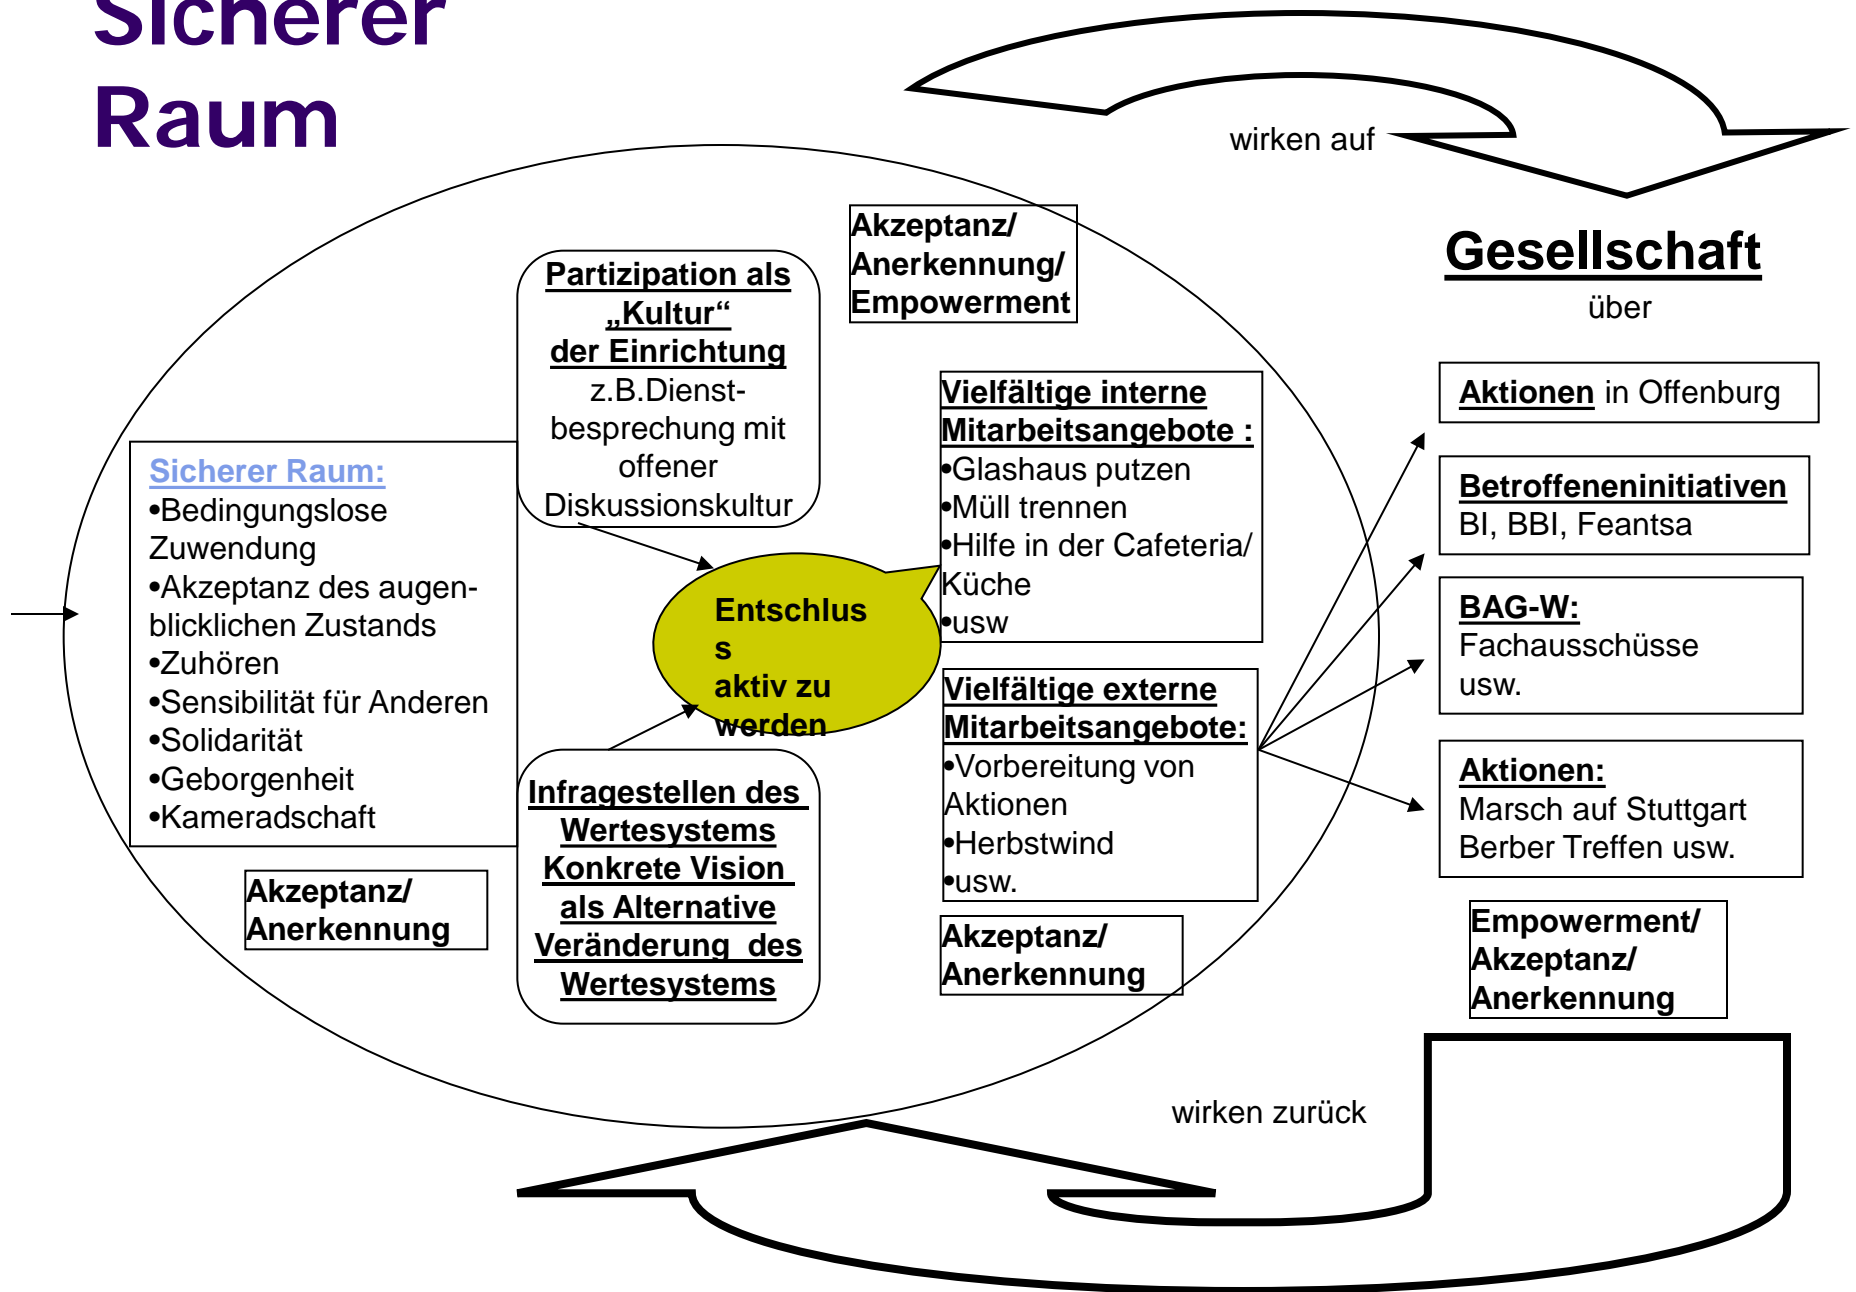 Sicherer
Raum
wirken auf
Akzeptanz/
Anerkennung/
Empowerment
Gesellschaft
über
Partizipation als
„Kultur“
der Einrichtung
z.B.Dienst-
besprechung mit
offener
Diskussionskultur
Sicherer Raum:
•Bedingungslose
Zuwendung
•Akzeptanz des augen-
blicklichen Zustands
•Zuhören
•Sensibilität für Anderen
•Solidarität
•Geborgenheit
•Kameradschaft
Akzeptanz/
Anerkennung
Entschlus
s
aktiv zu
werden
Infragestellen des
Wertesystems
Konkrete Vision
als Alternative
Veränderung des
Wertesystems
Vielfältige interne
Mitarbeitsangebote :
•Glashaus putzen
•Müll trennen
•Hilfe in der Cafeteria/
Küche
•usw
Vielfältige externe
Mitarbeitsangebote:
•Vorbereitung von
Aktionen
•Herbstwind
•usw.
Akzeptanz/
Anerkennung
Aktionen in Offenburg
Betroffeneninitiativen
BI, BBI, Feantsa
BAG-W:
Fachausschüsse
usw.
Aktionen:
Marsch auf Stuttgart
Berber Treffen usw.
Empowerment/
Akzeptanz/
Anerkennung
wirken zurück